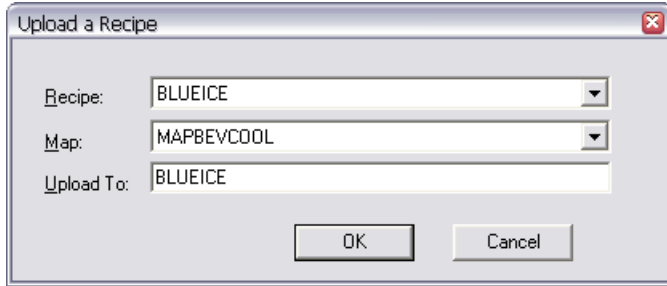 Upload a Recipe
Recipe: BLUEICE
Map: MAPBEVCOOL
Upload To: BLUEICE
OK Cancel